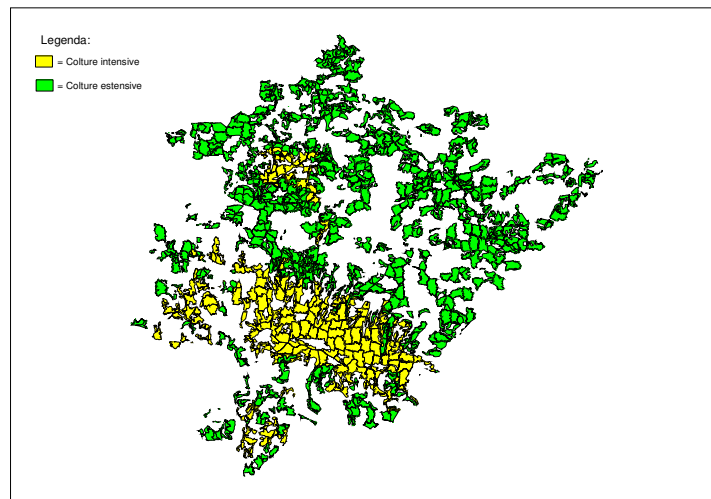 Legenda:
= Colture intensive
= Colture estensive